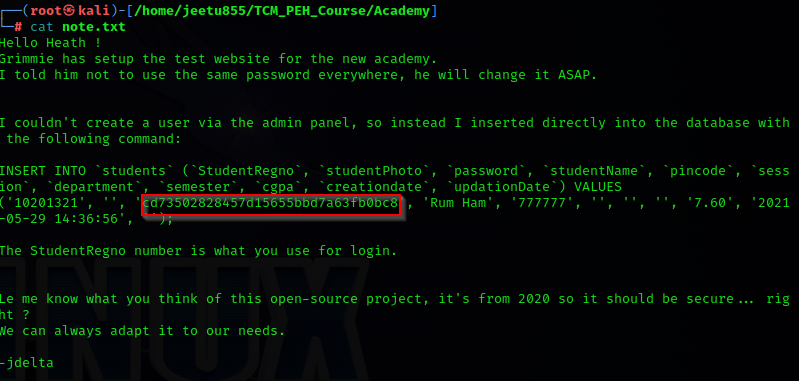 ┌──(root㉿kali)-[/home/jeetu855/TCM_PEH_Course/Academy]
└─# cat note.txt
Hello Heath !
Grimmie has setup the test website for the new academy.
I told him not to use the same password everywhere, he will change it ASAP.
I couldn't create a user via the admin panel, so instead I inserted directly into the database with
the following command:
INSERT INTO `students` (`StudentRegno`, `studentPhoto`, `password`, `studentName`, `pincode`, `sess
ion`, `department`, `semester`, `cgpa`, `creationdate`, `updationDate`) VALUES
('10201321', '', 'cd73502828457d15655bbd7a63fb0bc8', 'Rum Ham', '777777', '', '', '', '7.60', '2021
-05-29 14:36:56', '');
The StudentRegno number is what you use for login.
Le me know what you think of this open-source project, it's from 2020 so it should be secure... rig
ht ?
We can always adapt it to our needs.
-jdelta